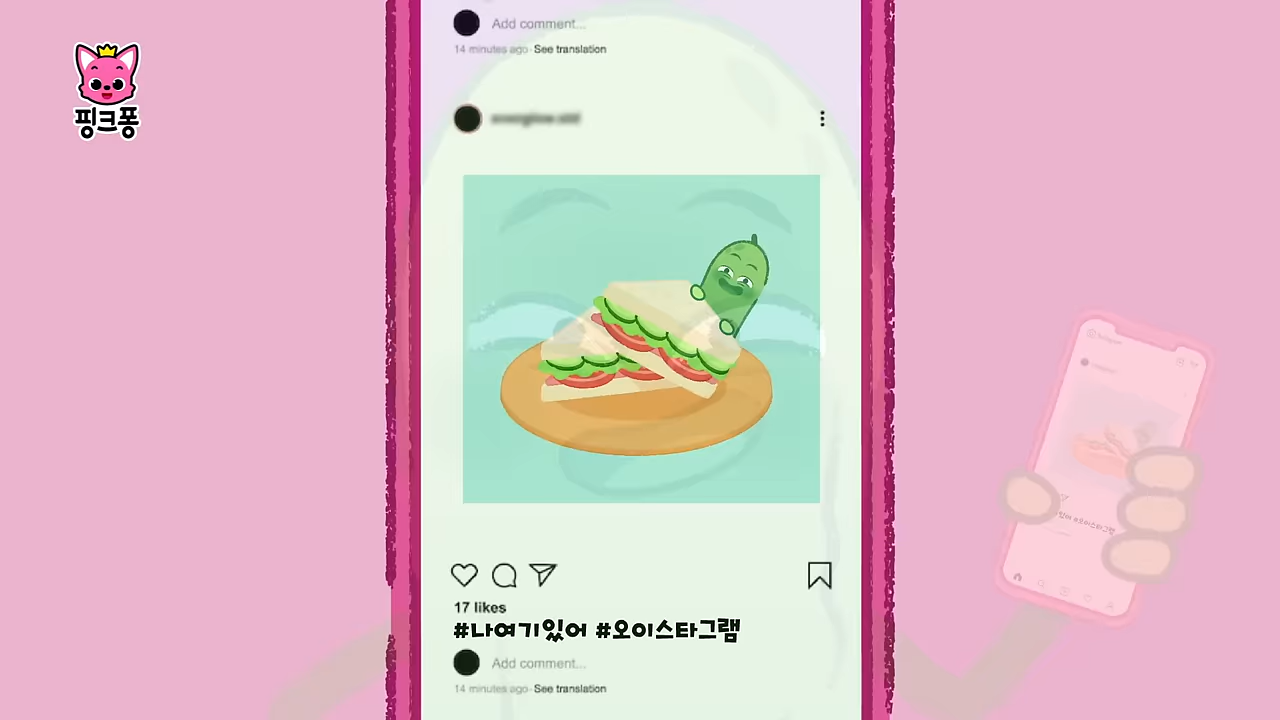 핑크퐁
Add comment...
14 minutes ago · See translation
17 likes
#나여기있어 #오이스타그램
Add comment...
14 minutes ago · See translation